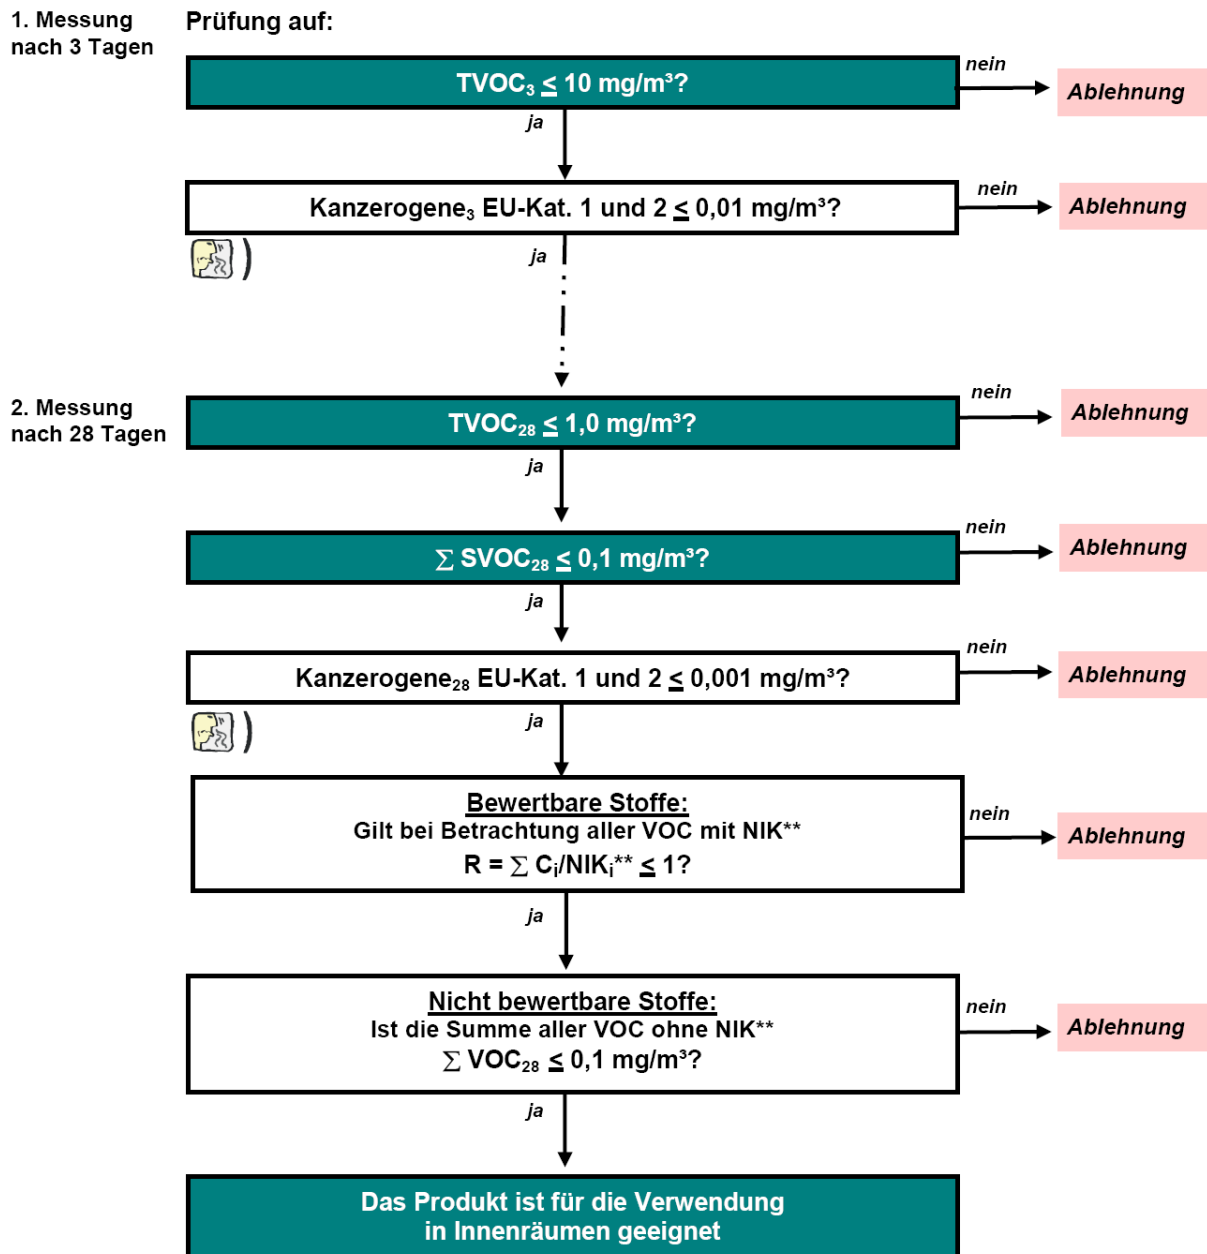 1. Messung
nach 3 Tagen
Prüfung auf:
TVOC₃ ≤ 10 mg/m³?
nein
Ablehnung
ja
Kanzerogene₃ EU-Kat. 1 und 2 ≤ 0,01 mg/m³?
nein
Ablehnung
)
ja
2. Messung
nach 28 Tagen
TVOC₂₈ ≤ 1,0 mg/m³?
nein
Ablehnung
ja
∑ SVOC₂₈ ≤ 0,1 mg/m³?
nein
Ablehnung
ja
Kanzerogene₂₈ EU-Kat. 1 und 2 ≤ 0,001 mg/m³?
nein
Ablehnung
)
ja
Bewertbare Stoffe:
Gilt bei Betrachtung aller VOC mit NIK**
R = ∑ Cᵢ/NIKᵢ** ≤ 1?
nein
Ablehnung
ja
Nicht bewertbare Stoffe:
Ist die Summe aller VOC ohne NIK**
∑ VOC₂₈ ≤ 0,1 mg/m³?
nein
Ablehnung
ja
Das Produkt ist für die Verwendung
in Innenräumen geeignet